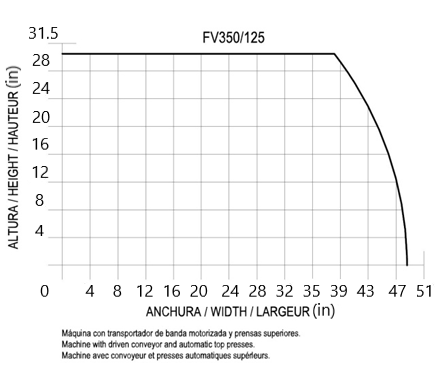 FV350/125
31.5
28
24
20
16
12
8
4
ALTURA / HEIGHT / HAUTEUR (in)
0 4 8 12 16 20 24 28 31 35 39 43 47 51
ANCHURA / WIDTH / LARGEUR (in)
Máquina con transportador de banda motorizada y prensas superiores.
Machine with driven conveyor and automatic top presses.
Machine avec convoyeur et presses automatiques supérieurs.